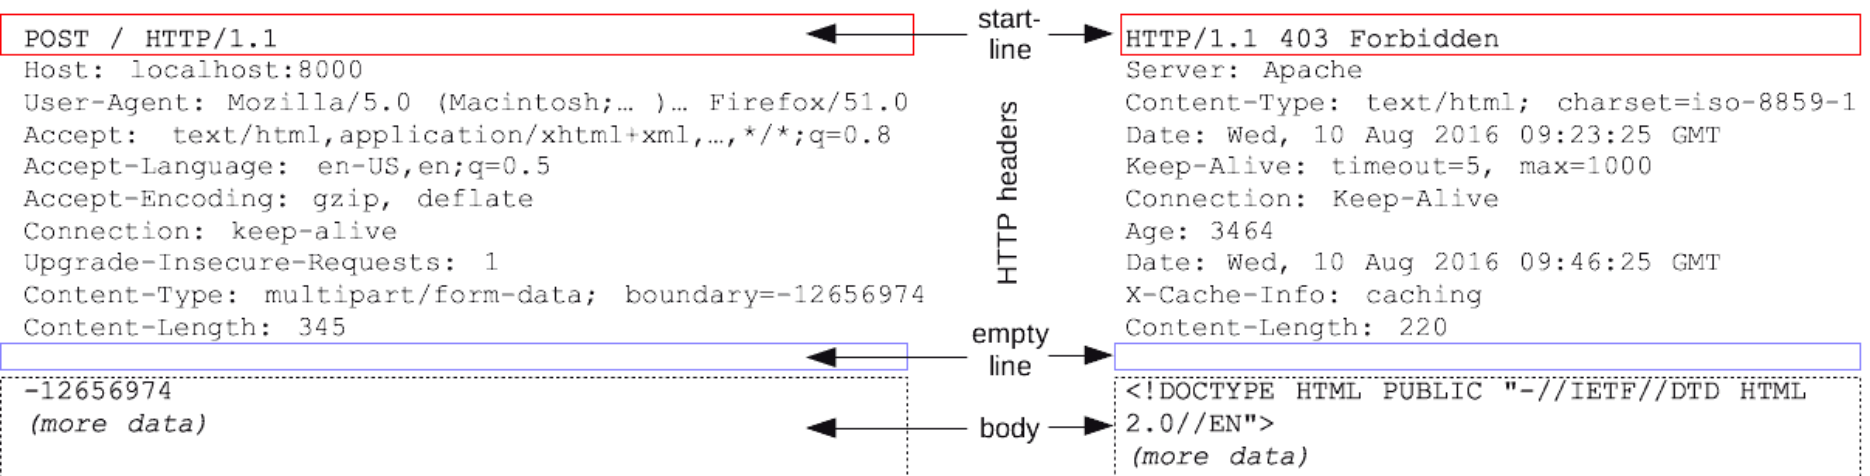 POST / HTTP/1.1
Host: localhost:8000
User-Agent: Mozilla/5.0 (Macintosh;… )… Firefox/51.0
Accept: text/html,application/xhtml+xml,…,*/*;q=0.8
Accept-Language: en-US,en;q=0.5
Accept-Encoding: gzip, deflate
Connection: keep-alive
Upgrade-Insecure-Requests: 1
Content-Type: multipart/form-data; boundary=-12656974
Content-Length: 345
-12656974
(more data)
start-
line
HTTP headers
empty
line
body
HTTP/1.1 403 Forbidden
Server: Apache
Content-Type: text/html; charset=iso-8859-1
Date: Wed, 10 Aug 2016 09:23:25 GMT
Keep-Alive: timeout=5, max=1000
Connection: Keep-Alive
Age: 3464
Date: Wed, 10 Aug 2016 09:46:25 GMT
X-Cache-Info: caching
Content-Length: 220
<!DOCTYPE HTML PUBLIC "-//IETF//DTD HTML
2.0//EN">
(more data)